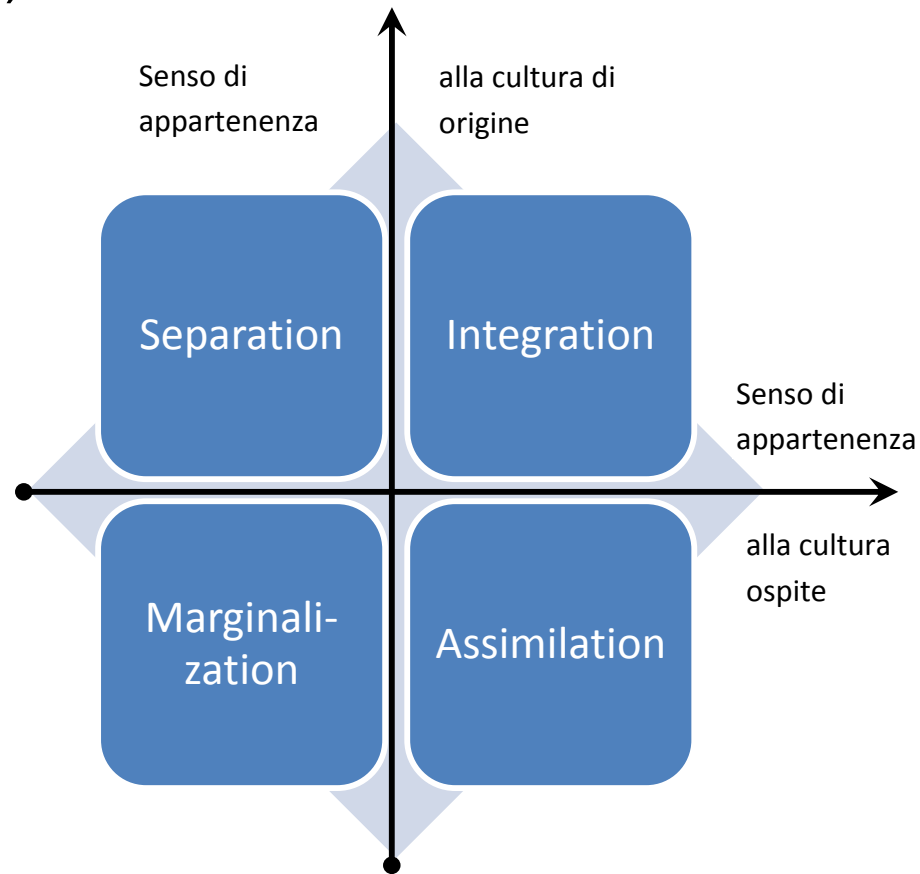 )
Senso di
appartenenza
alla cultura di
origine
Separation
Integration
Senso di
appartenenza
alla cultura
ospite
Marginali-
zation
Assimilation